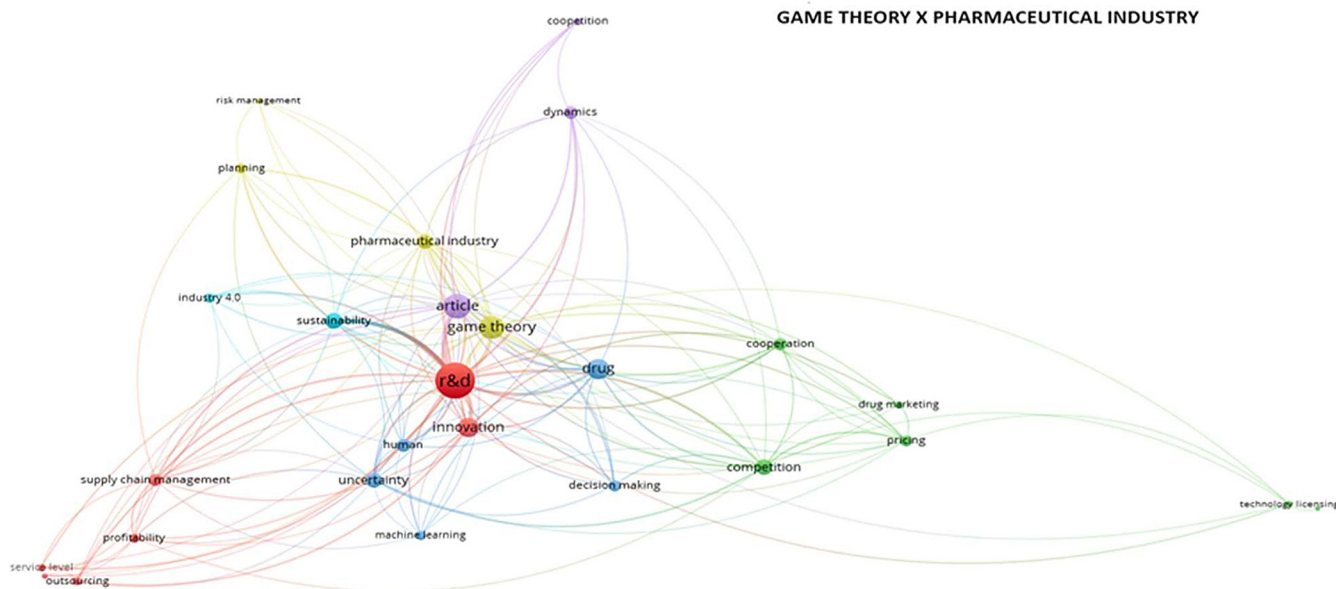 GAME THEORY X PHARMACEUTICAL INDUSTRY
coopetition
risk management
dynamics
planning
pharmaceutical industry
industry 4.0
article
sustainability
game theory
cooperation
drug
r&d
drug marketing
innovation
pricing
human
competition
supply chain management
uncertainty
decision making
technology licensing
machine learning
profitability
service level
outsourcing